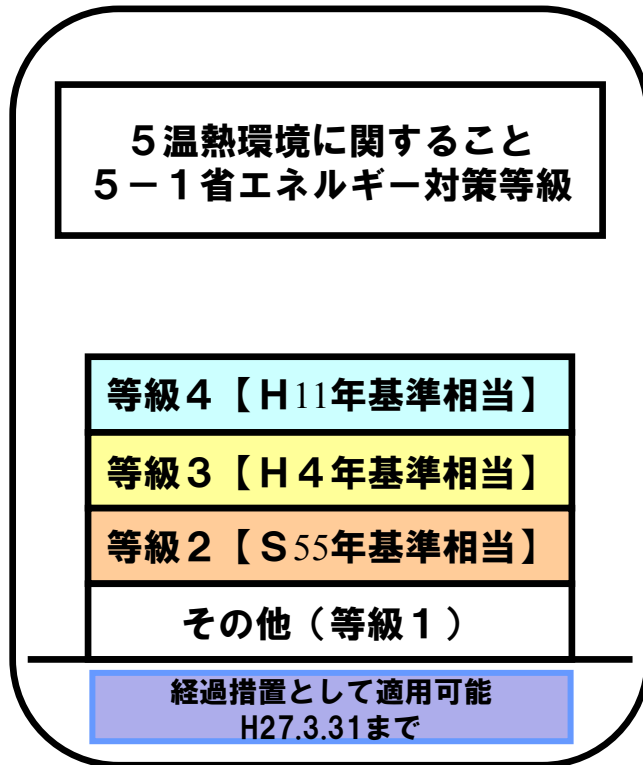 ５温熱環境に関すること
５－１省エネルギー対策等級
等級４【Ｈ11年基準相当】
等級３【Ｈ４年基準相当】
等級２【Ｓ55年基準相当】
その他（等級１）
経過措置として適用可能
H27.3.31まで